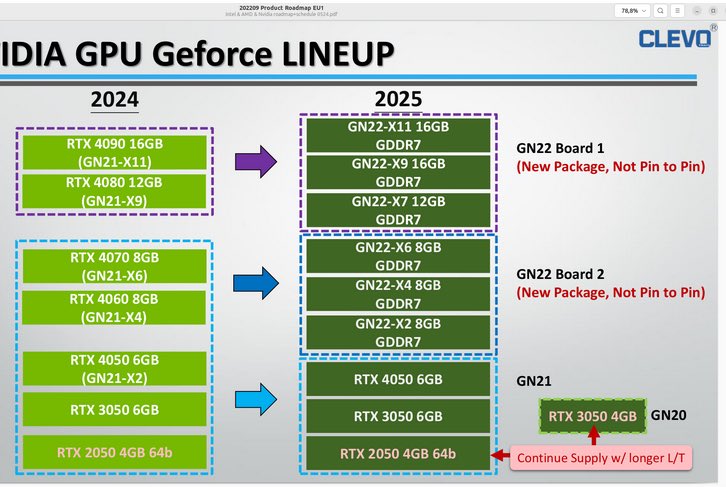 202209 Product Roadmap EU1
Intel & AMD & Nvidia roadmap+schedule 0524.pdf
78,8%
IDIA GPU Geforce LINEUP
CLEVO®
2024
2025
RTX 4090 16GB
(GN21-X11)
RTX 4080 12GB
(GN21-X9)
GN22-X11 16GB
GDDR7
GN22-X9 16GB
GDDR7
GN22-X7 12GB
GDDR7
GN22 Board 1
(New Package, Not Pin to Pin)
RTX 4070 8GB
(GN21-X6)
RTX 4060 8GB
(GN21-X4)
GN22-X6 8GB
GDDR7
GN22-X4 8GB
GDDR7
GN22-X2 8GB
GDDR7
GN22 Board 2
(New Package, Not Pin to Pin)
RTX 4050 6GB
(GN21-X2)
RTX 3050 6GB
RTX 2050 4GB 64b
RTX 4050 6GB
RTX 3050 6GB
RTX 2050 4GB 64b
GN21
RTX 3050 4GB
GN20
Continue Supply w/ longer L/T